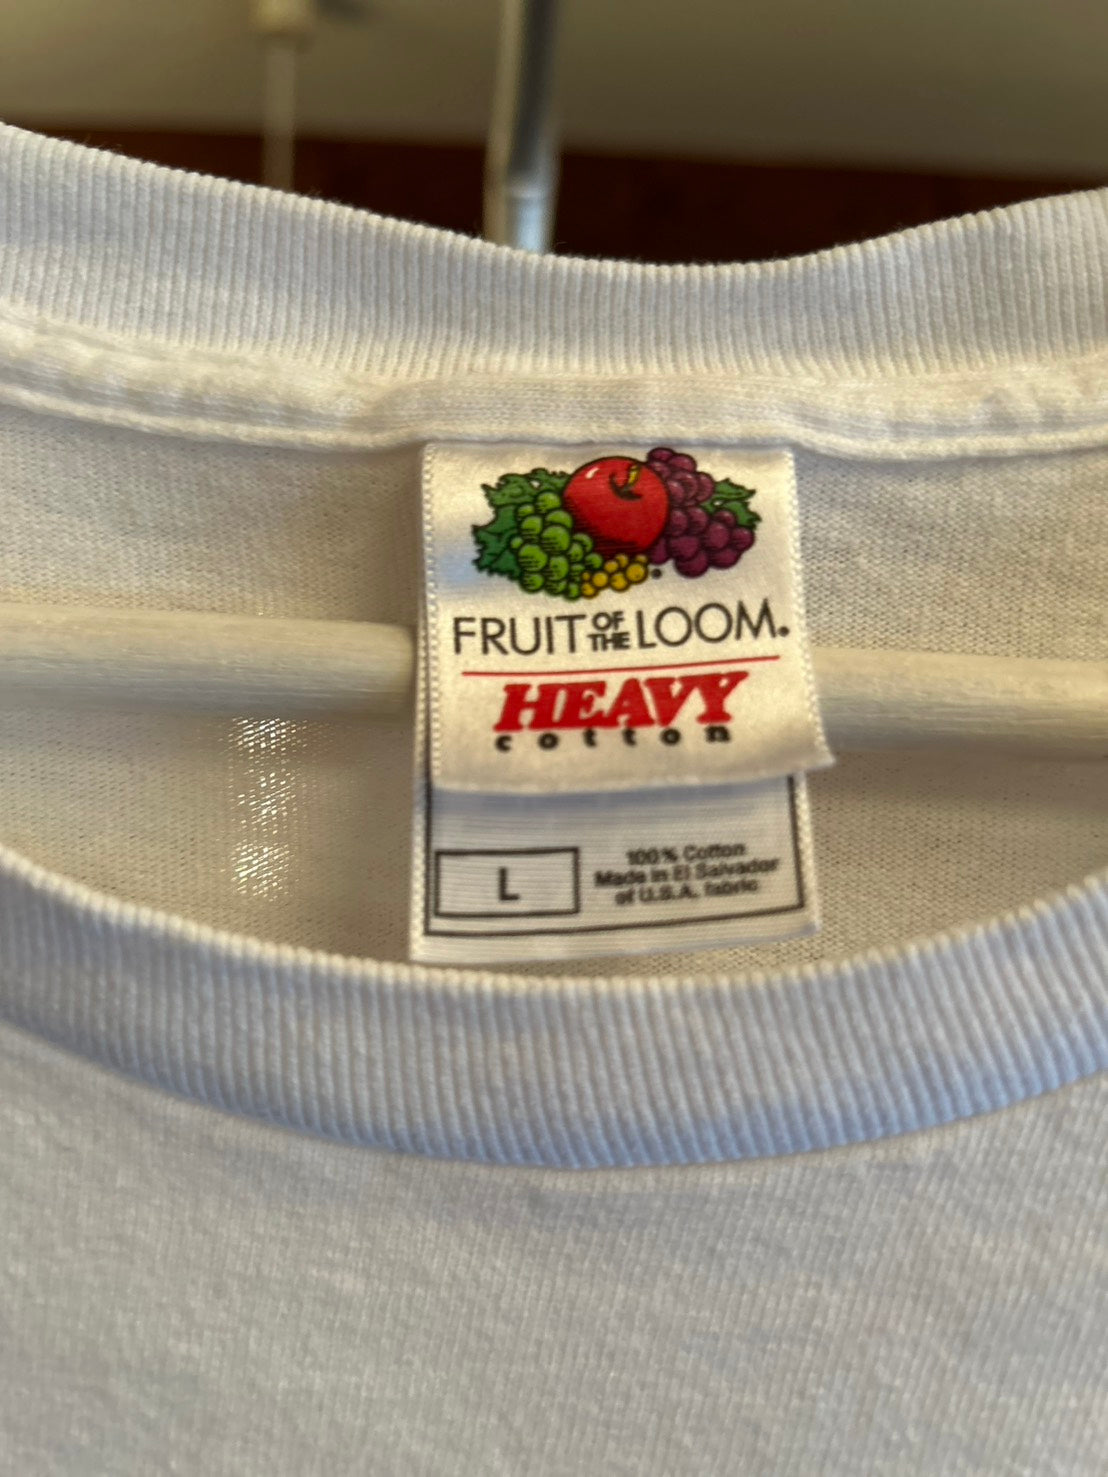 FRUIT OF THE LOOM.
HEAVY
cotton
L
100% Cotton
Made in El Salvador
of U.S.A. fabric